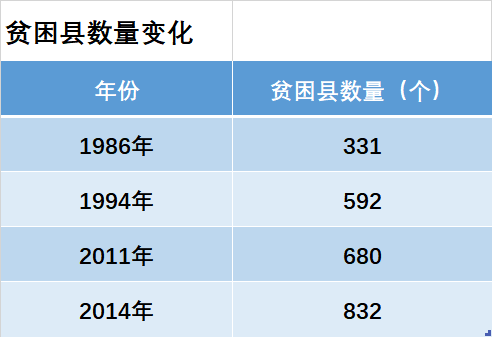 贫困县数量变化
年份 贫困县数量（个）
1986年 331
1994年 592
2011年 680
2014年 832